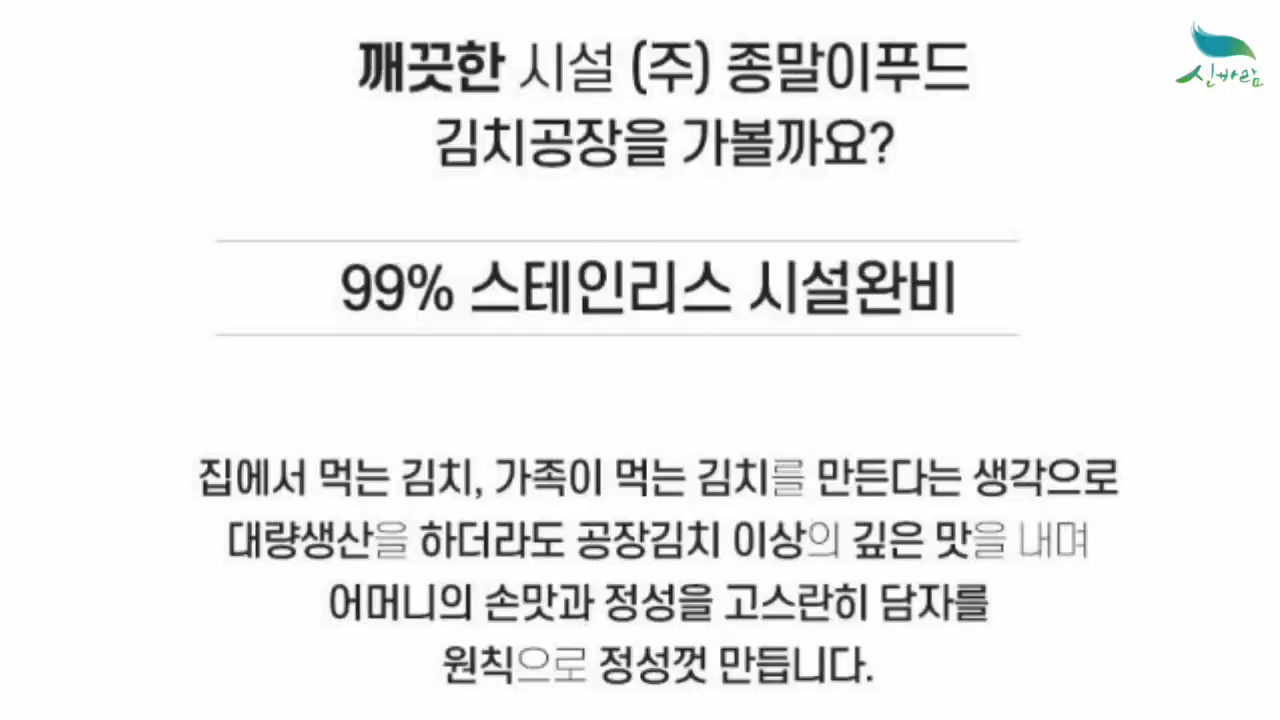 신바람
깨끗한 시설 (주) 종말이푸드
김치공장을 가볼까요?
99% 스테인리스 시설완비
집에서 먹는 김치, 가족이 먹는 김치를 만든다는 생각으로
대량생산을 하더라도 공장김치 이상의 깊은 맛을 내며
어머니의 손맛과 정성을 고스란히 담자를
원칙으로 정성껏 만듭니다.